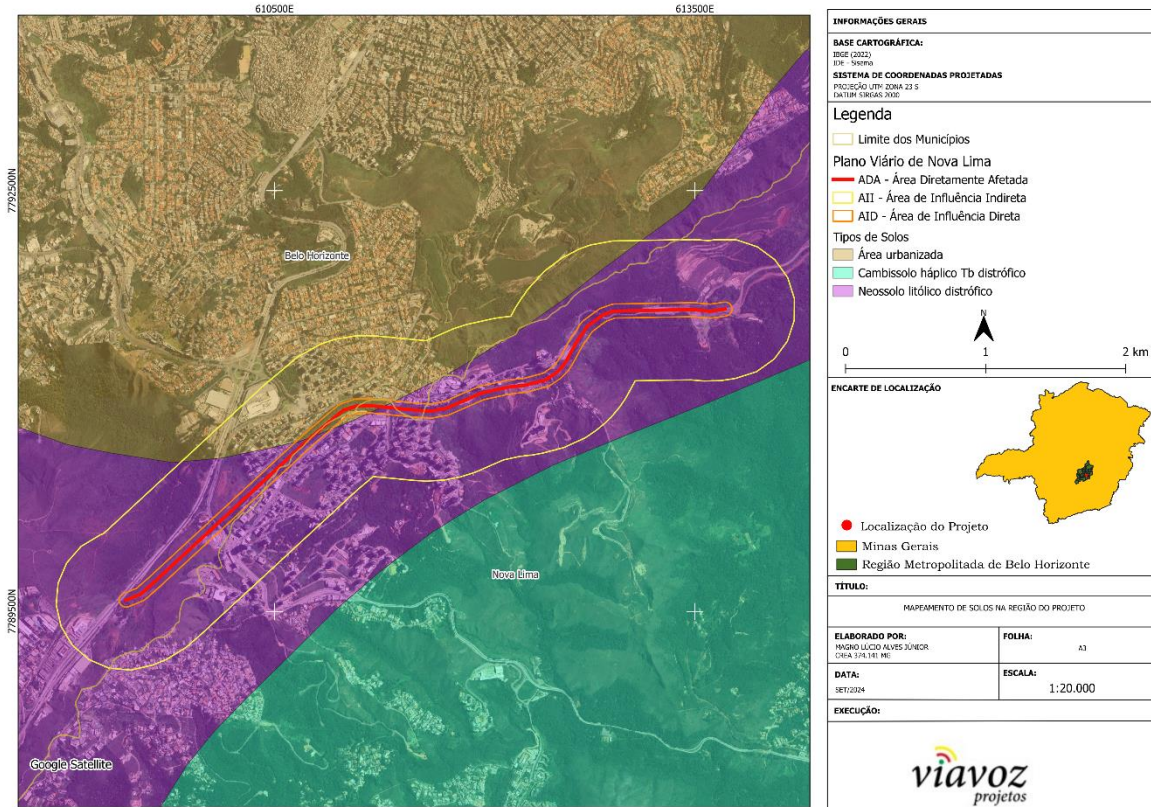 610500E
613500E
7792500N
7789500N
Belo Horizonte
Nova Lima
Google Satellite
INFORMAÇÕES GERAIS
BASE CARTOGRÁFICA:
IBGE (2022)
IDE - Sisema
SISTEMA DE COORDENADAS PROJETADAS
PROJEÇÃO UTM ZONA 23 S
DATUM SIRGAS 2000
Legenda
Limite dos Municípios
Plano Viário de Nova Lima
ADA - Área Diretamente Afetada
AII - Área de Influência Indireta
AID - Área de Influência Direta
Tipos de Solos
Área urbanizada
Cambissolo háplico Tb distrófico
Neossolo litólico distrófico
N
0 1 2 km
ENCARTE DE LOCALIZAÇÃO
Localização do Projeto
Minas Gerais
Região Metropolitada de Belo Horizonte
TÍTULO:
MAPEAMENTO DE SOLOS NA REGIÃO DO PROJETO
ELABORADO POR:
MAGNO LÚCIO ALVES JÚNIOR
CREA 374.141 MG
FOLHA:
A3
DATA:
SET/2024
ESCALA:
1:20.000
EXECUÇÃO:
viavoz
projetos